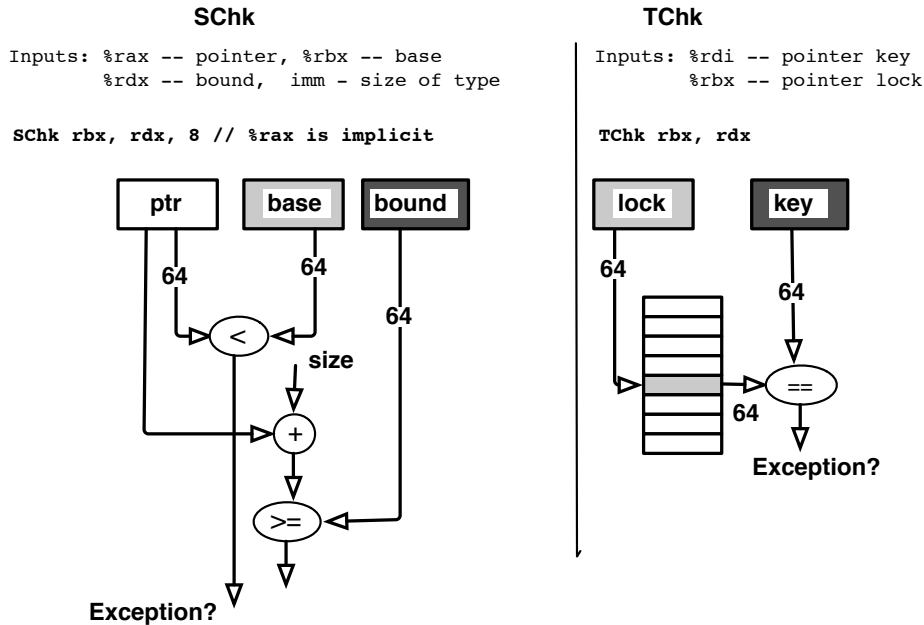 SChk
Inputs: %rax -- pointer, %rbx -- base
%rdx -- bound, imm - size of type
SChk rbx, rdx, 8 // %rax is implicit
ptr
base
bound
64
64
64
<
size
+
>=
Exception?
TChk
Inputs: %rdi -- pointer key
%rbx -- pointer lock
TChk rbx, rdx
lock
key
64
64
64
==
Exception?